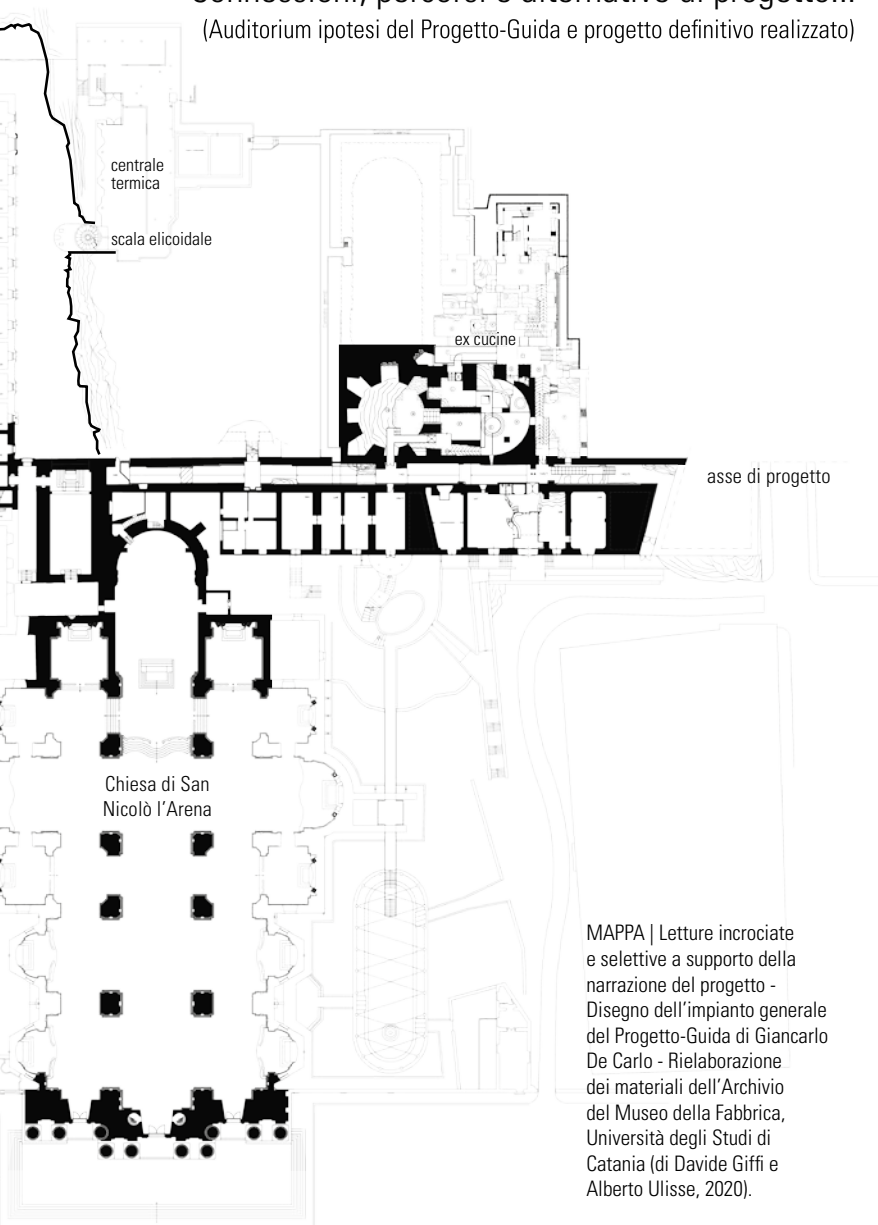 (Auditorium ipotesi del Progetto-Guida e progetto definitivo realizzato)
centrale
termica
scala elicoidale
ex cucine
asse di progetto
Chiesa di San
Nicolò l'Arena
MAPPA | Letture incrociate
e selettive a supporto della
narrazione del progetto -
Disegno dell'impianto generale
del Progetto-Guida di Giancarlo
De Carlo - Rielaborazione
dei materiali dell'Archivio
del Museo della Fabbrica,
Università degli Studi di
Catania (di Davide Giffi e
Alberto Ulisse, 2020).